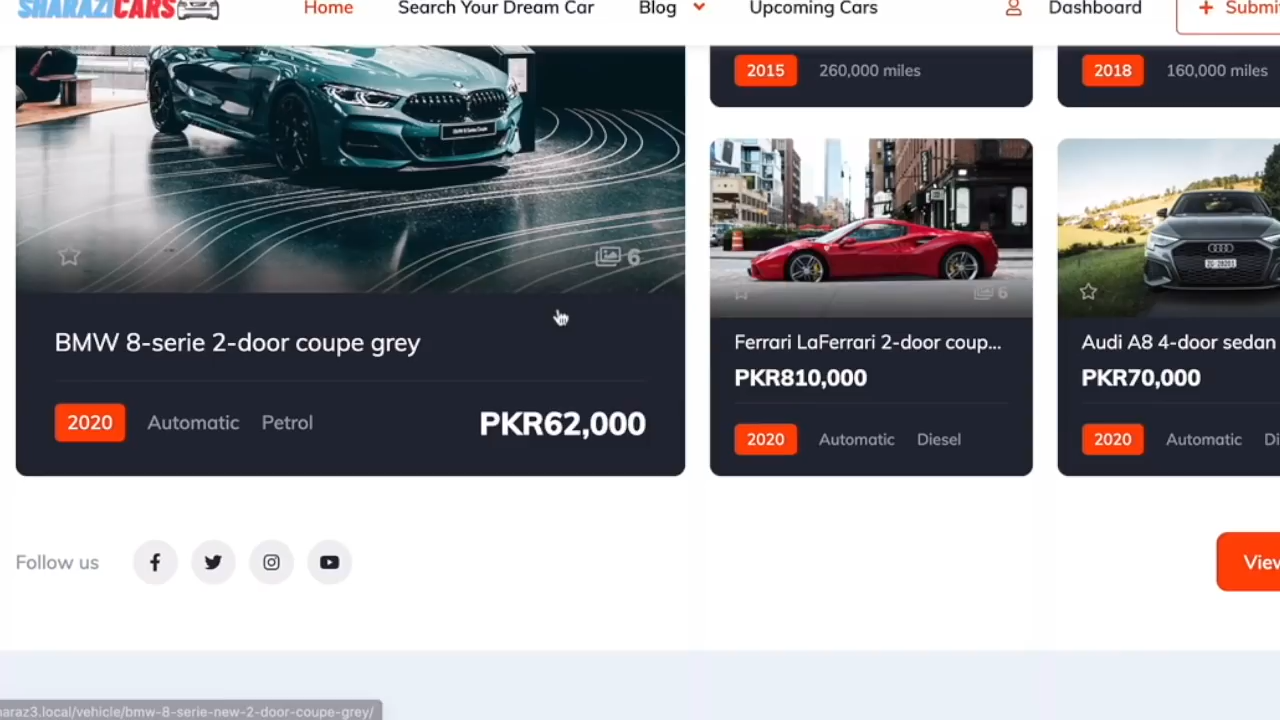 SHARAZICARS
Home
Search Your Dream Car
Blog
Upcoming Cars
Dashboard
+ Submi
2015
260,000 miles
2018
160,000 miles
6
6
BMW 8-serie 2-door coupe grey
2020
Automatic
Petrol
PKR62,000
Ferrari LaFerrari 2-door coup...
PKR810,000
2020
Automatic
Diesel
Audi A8 4-door sedan
PKR70,000
2020
Automatic
Di
Follow us
View
araz3.local/vehicle/bmw-8-serie-new-2-door-coupe-grey/